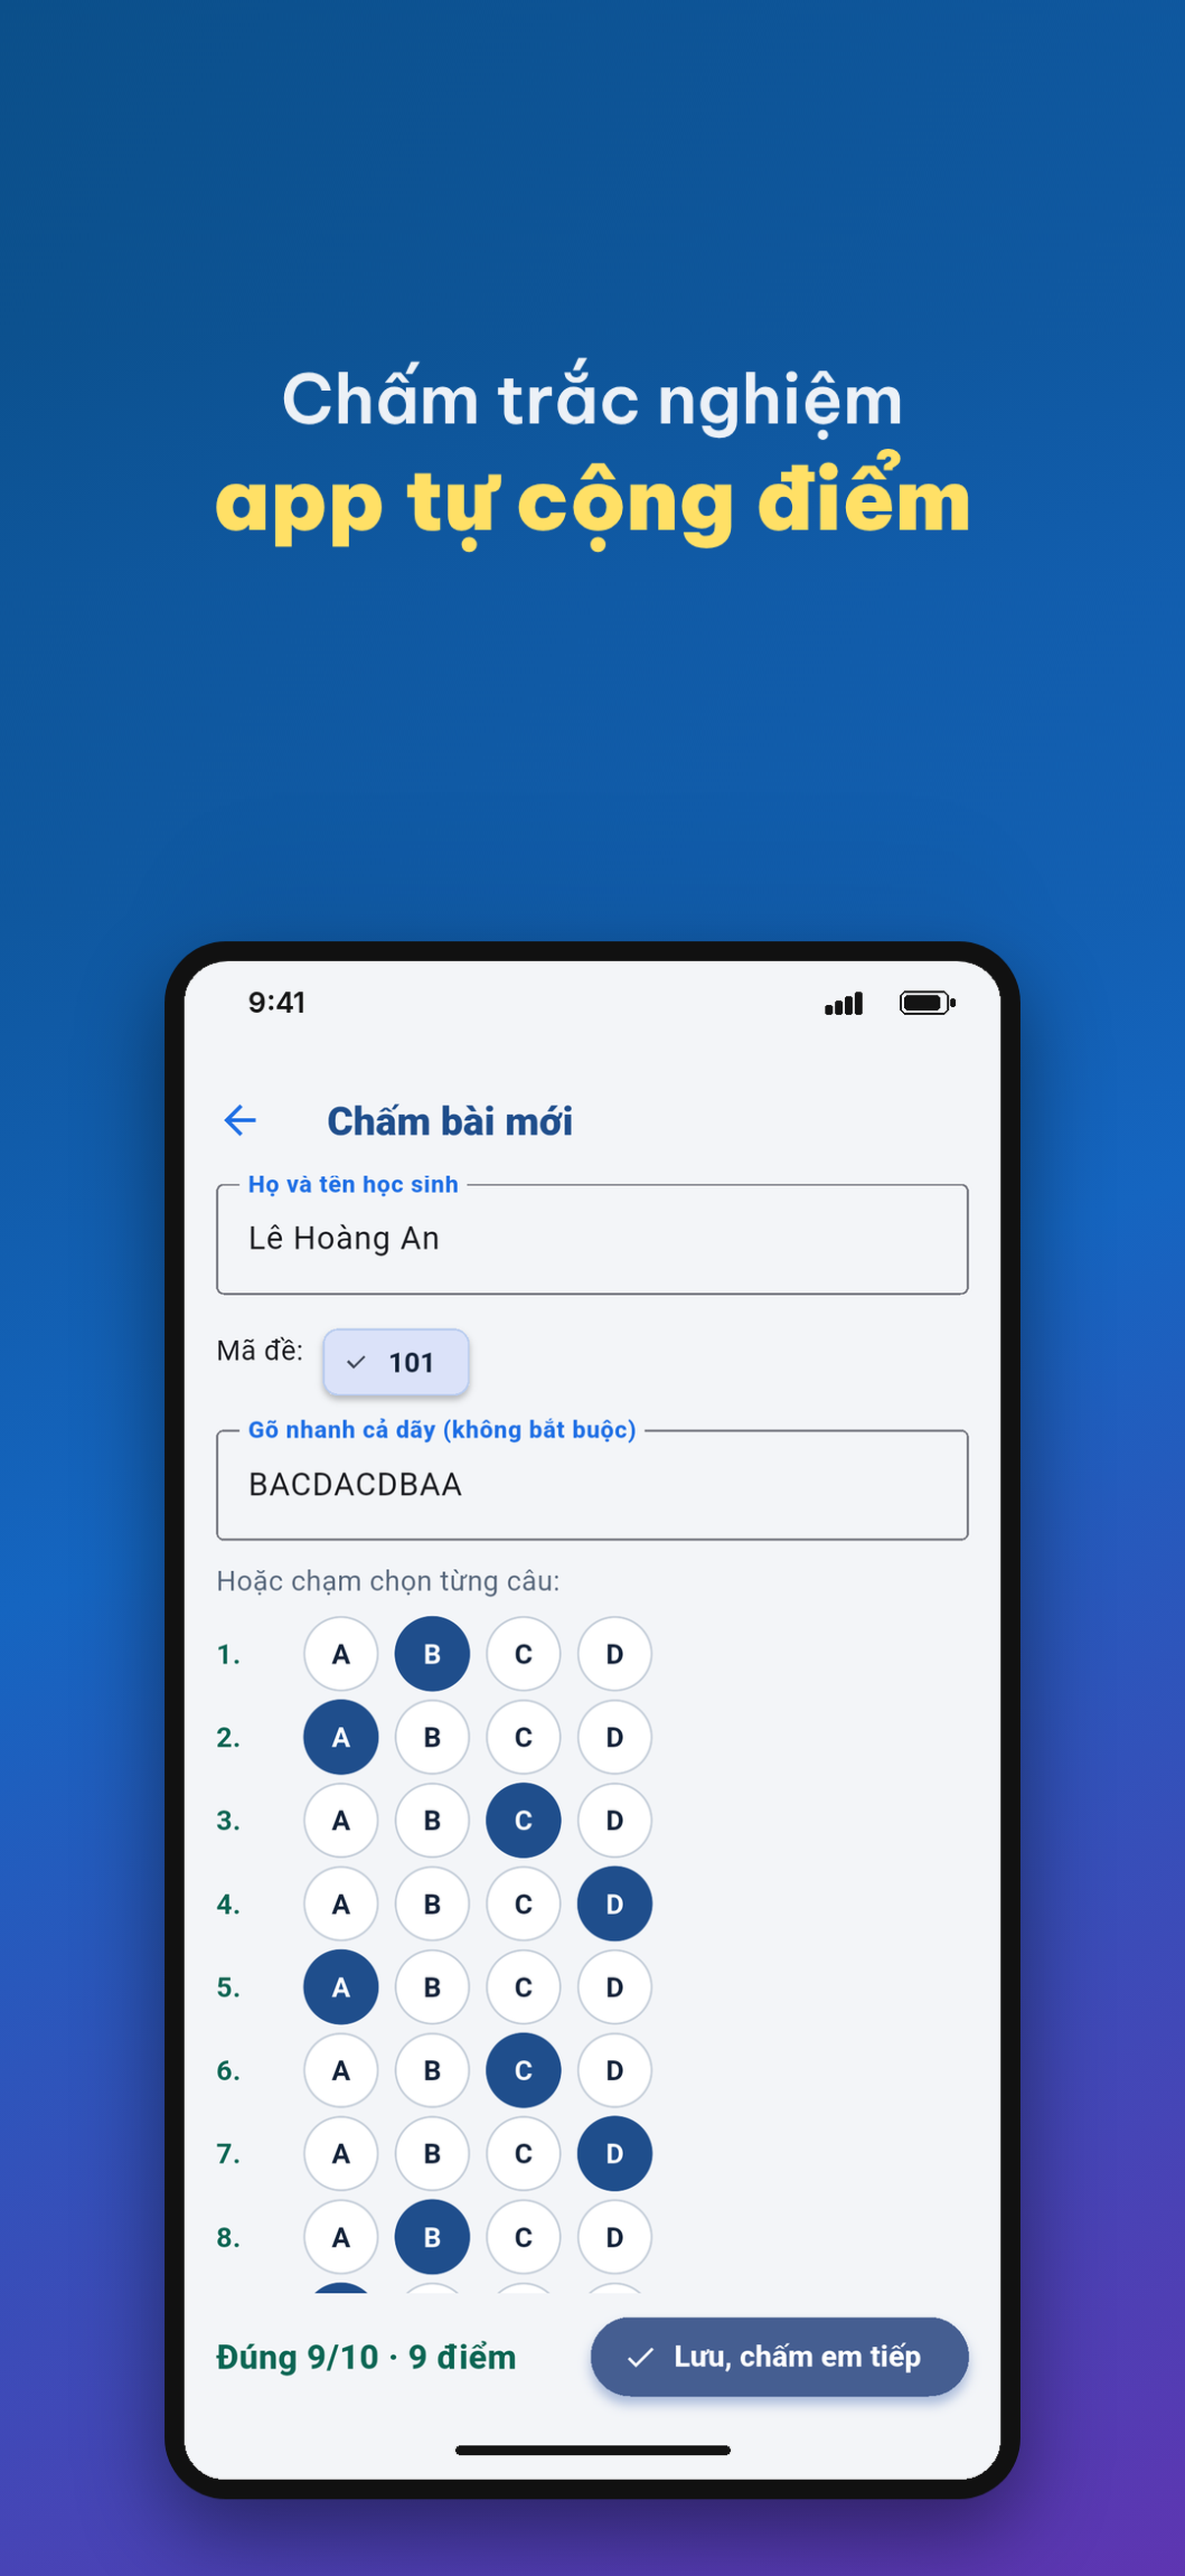 Chấm trắc nghiệm
app tự cộng điểm
9:41
Chấm bài mới
Họ và tên học sinh
Lê Hoàng An
Mã đề: 101
Gõ nhanh cả dãy (không bắt buộc)
BACDACDBAA
Hoặc chạm chọn từng câu:
1. A B C D
2. A B C D
3. A B C D
4. A B C D
5. A B C D
6. A B C D
7. A B C D
8. A B C D
Đúng 9/10 · 9 điểm Lưu, chấm em tiếp